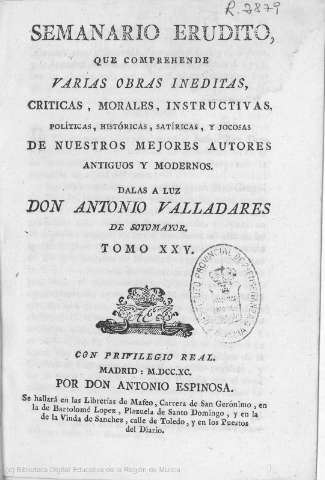 R. 2879
SEMANARIO ERUDITO,
QUE COMPREHENDE
VARIAS OBRAS INEDITAS,
CRITICAS, MORALES, INSTRUCTIVAS,
POLÍTICAS, HISTÓRICAS, SATÍRICAS, Y JOCOSAS
DE NUESTROS MEJORES AUTORES
ANTIGUOS Y MODERNOS.
DALAS A LUZ
DON ANTONIO VALLADARES
DE SOTOMAYOR.
TOMO XXV.
CON PRIVILEGIO REAL.
MADRID: M.DCC.XC.
POR DON ANTONIO ESPINOSA.
Se hallará en las Librerías de Mafeo, Carrera de San Gerónimo, en
la de Bartolomé Lopez, Plazuela de Santo Domingo, y en la
de la Viuda de Sanchez, calle de Toledo, y en los Puestos
del Diario.
(c) Biblioteca Digital Educativa de la Región de Murcia